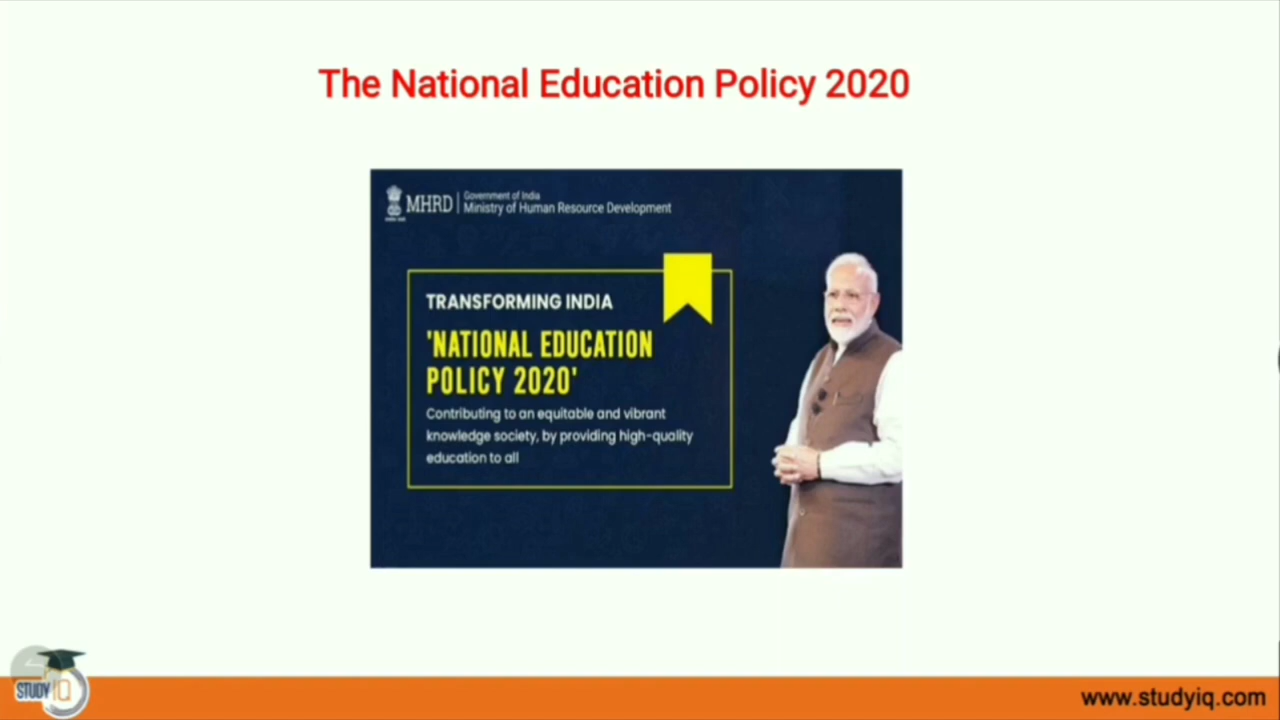 The National Education Policy 2020
MHRD
Government of India
Ministry of Human Resource Development
TRANSFORMING INDIA
'NATIONAL EDUCATION
POLICY 2020'
Contributing to an equitable and vibrant
knowledge society, by providing high-quality
education to all
STUDY IQ
www.studyiq.com